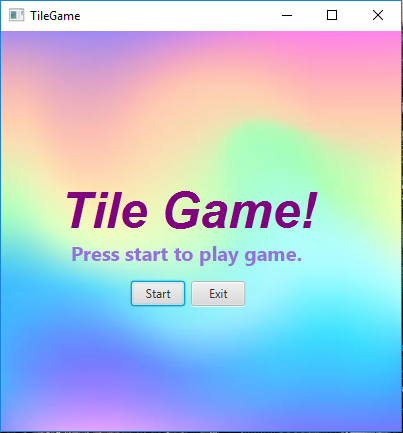 TileGame
Tile Game!
Press start to play game.
Start Exit